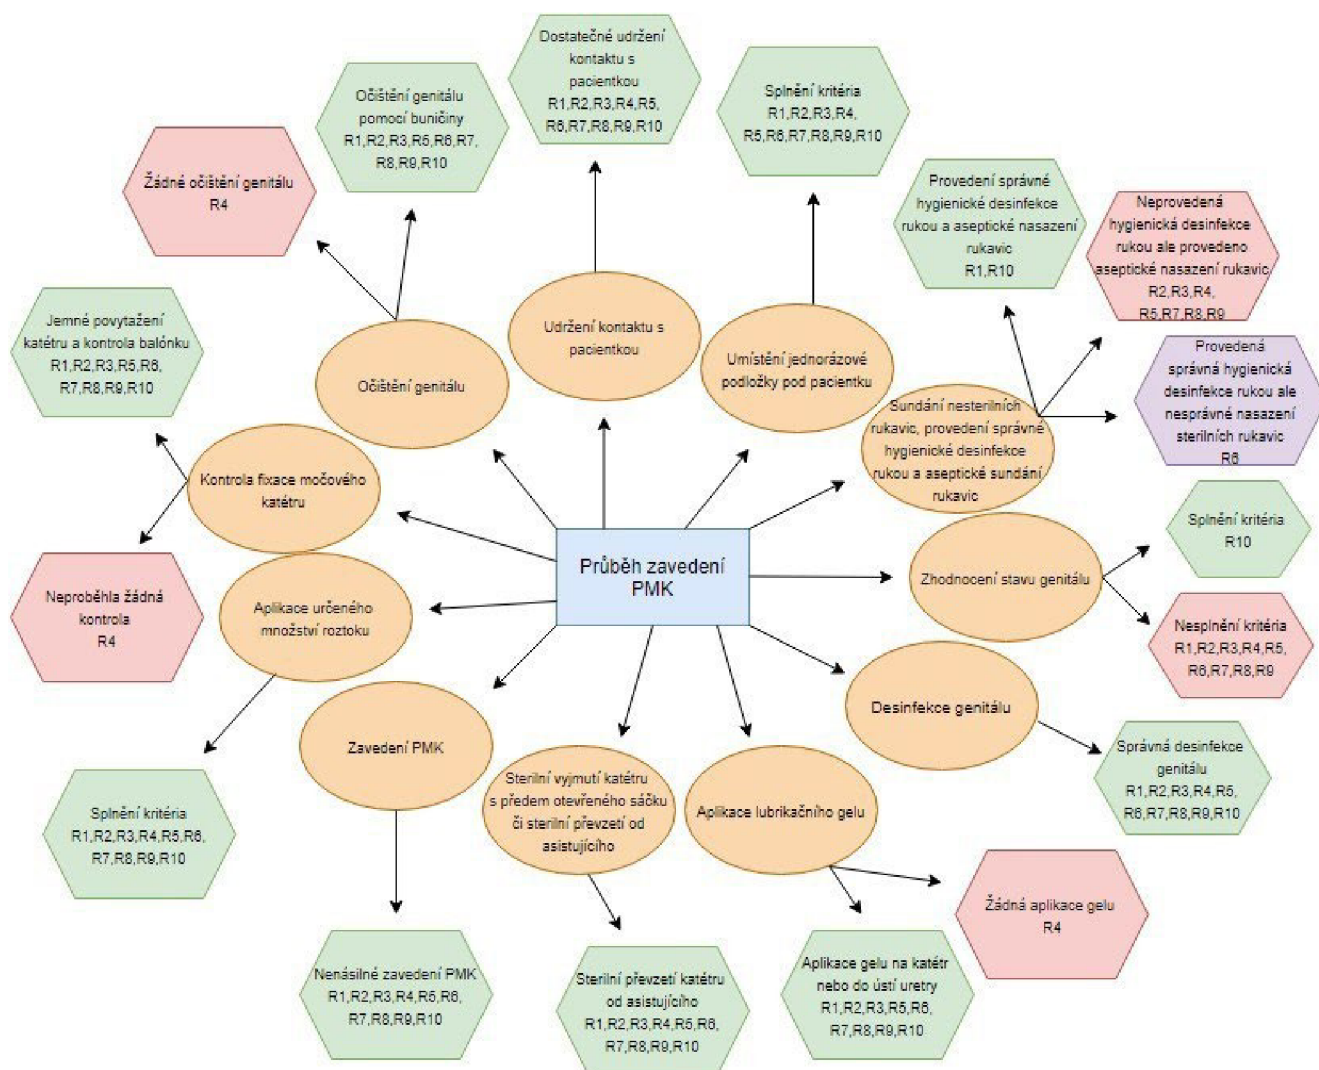 Dostatečné udržení
kontaktu s
pacientkou
R1,R2,R3,R4,R5,
R6,R7,R8,R9,R10
Splnění kritéria
R1,R2,R3,R4,
R5,R6,R7,R8,R9,R10
Očištění genitálu
pomocí buničiny
R1,R2,R3,R5,R6,R7,
R8,R9,R10
Žádné očištění genitálu
R4
Provedení správné
hygienické desinfekce
rukou a aseptické nasazení
rukavic
R1,R10
Neprovedená
hygienická desinfekce
rukou ale provedeno
aseptické nasazení rukavic
R2,R3,R4,
R5,R7,R8,R9
Jemné povytažení
katétru a kontrola balónku
R1,R2,R3,R5,R6,
R7,R8,R9,R10
Očištění genitálu
Udržení kontaktu s
pacientkou
Umístění jednorázové
podložky pod pacientku
Provedená
správná hygienická
desinfekce rukou ale
nesprávné nasazení
sterilních rukavic
R6
Sundání nesterilních
rukavic, provedení správné
hygienické desinfekce
rukou a aseptické sundání
rukavic
Kontrola fixace močového
katétru
Splnění kritéria
R10
Průběh zavedení
PMK
Zhodnocení stavu genitálu
Neproběhla žádná
kontrola
R4
Aplikace určeného
množství roztoku
Nesplnění kritéria
R1,R2,R3,R4,R5,
R6,R7,R8,R9
Desinfekce genitálu
Zavedení PMK
Sterilní vyjmutí katétru
s předem otevřeného sáčku
či sterilní převzetí od
asistujícího
Aplikace lubrikačního gelu
Správná desinfekce
genitálu
R1,R2,R3,R4,R5,
R6,R7,R8,R9,R10
Splnění kritéria
R1,R2,R3,R4,R5,R6,
R7,R8,R9,R10
Žádná aplikace gelu
R4
Nenásilné zavedení PMK
R1,R2,R3,R4,R5,R6,
R7,R8,R9,R10
Sterilní převzetí katétru
od asistujícího
R1,R2,R3,R4,R5,R6,
R7,R8,R9,R10
Aplikace gelu na katétr
nebo do ústí uretry
R1,R2,R3,R5,R6,
R7,R8,R9,R10